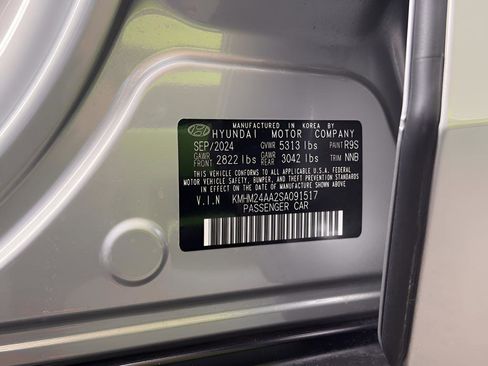 MANUFACTURED IN KOREA BY
HYUNDAI MOTOR COMPANY
SEP/2024 GVWR 5313 lbs PAINT R9S
GAWR FRONT 2822 lbs GAWR REAR 3042 lbs TRIM NNB
THIS VEHICLE CONFORMS TO ALL APPLICABLE U.S.A. FEDERAL
MOTOR VEHICLE SAFETY, BUMPER, AND THEFT PREVENTION
STANDARDS IN EFFECT ON THE DATE OF MANUFACTURE SHOWN ABOVE.
V.I.N KMHM24AA2SA091517
PASSENGER CAR